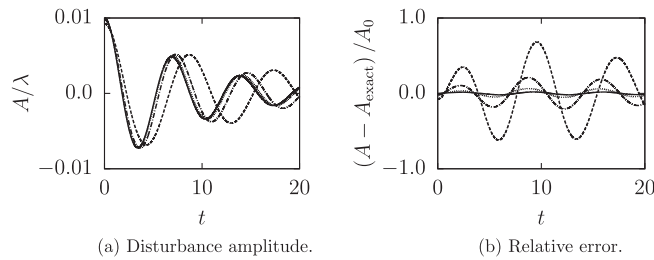 0.01
0.0
−0.01
A/λ
0 10 20
t
(a) Disturbance amplitude.
1.0
0.0
−1.0
(A − A_exact)/A_0
0 10 20
t
(b) Relative error.